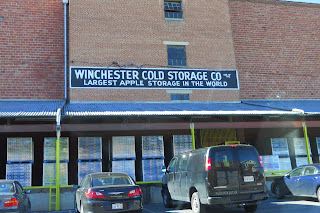 WINCHESTER COLD STORAGE CO
LARGEST APPLE STORAGE IN THE WORLD